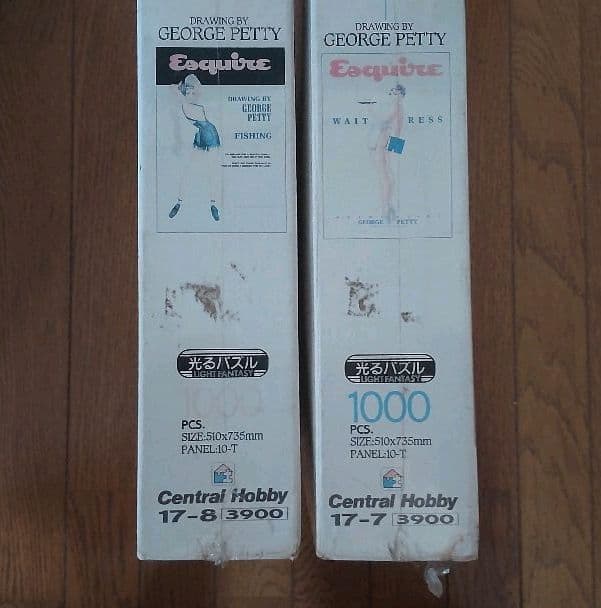 DRAWING BY
GEORGE PETTY
Esquire
DRAWING BY
GEORGE
PETTY
FISHING
光るパズル
LIGHT FANTASY
1000
PCS.
SIZE:510x735mm
PANEL:10-T
Central Hobby
17-8 3900
DRAWING BY
GEORGE PETTY
Esquire
WAIT RESS
GEORGE PETTY
光るパズル
LIGHT FANTASY
1000
PCS.
SIZE:510x735mm
PANEL:10-T
Central Hobby
17-7 3900